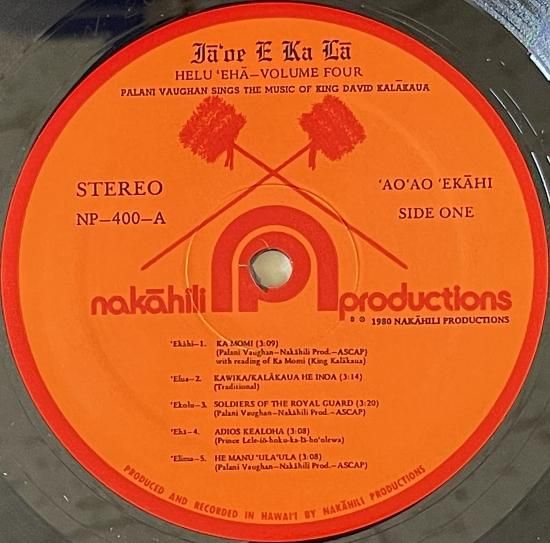 Iā‘oe E Ka Lā
HELU ‘EHĀ—VOLUME FOUR
PALANI VAUGHAN SINGS THE MUSIC OF KING DAVID KALĀKAUA
STEREO
NP—400—A
‘AO‘AO ‘EKĀHI
SIDE ONE
nakāhili productions
℗ © 1980 NAKĀHILI PRODUCTIONS
‘Ekāhi—1. KA MOMI (3:09)
(Palani Vaughan—Nakāhili Prod.—ASCAP)
with reading of Ka Momi (King Kalākaua)
‘Elua—2. KAWIKA/KALĀKAUA HE INOA (3:14)
(Traditional)
‘Ekolu—3. SOLDIERS OF THE ROYAL GUARD (3:20)
(Palani Vaughan—Nakāhili Prod.—ASCAP)
‘Ehā—4. ADIOS KEALOHA (3:08)
(Prince Lele-iō-hoku-ka-lā-ho‘olewa)
‘Elima—5. HE MANU ‘ULA‘ULA (3:08)
(Palani Vaughan—Nakāhili Prod.—ASCAP)
PRODUCED AND RECORDED IN HAWAI‘I BY NAKĀHILI PRODUCTIONS